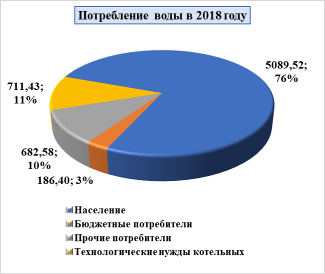 Потребление воды в 2018 году
5089,52;
76%
711,43;
11%
682,58;
10%
186,40; 3%
Население
Бюджетные потребители
Прочие потребители
Технологические нужды котельных